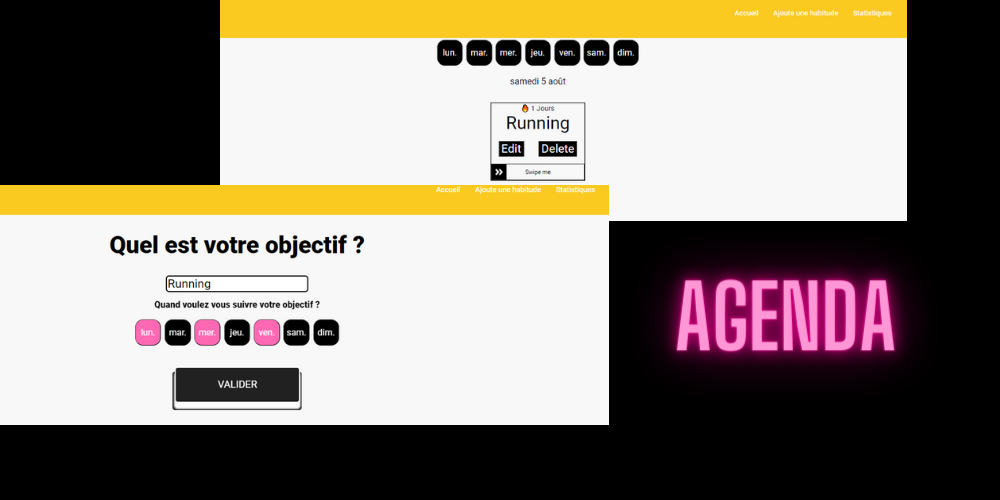 Accueil Ajoute une habitude Statistiques
lun. mar. mer. jeu. ven. sam. dim.
samedi 5 août
🔥 1 Jours
Running
Edit Delete
» Swipe me
Accueil Ajoute une habitude Statistiques
Quel est votre objectif ?
Running
Quand voulez vous suivre votre objectif ?
lun. mar. mer. jeu. ven. sam. dim.
VALIDER
AGENDA